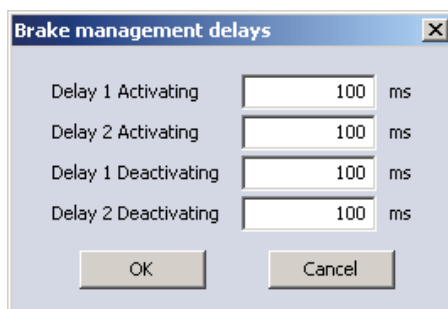 Brake management delays
Delay 1 Activating 100 ms
Delay 2 Activating 100 ms
Delay 1 Deactivating 100 ms
Delay 2 Deactivating 100 ms
OK Cancel